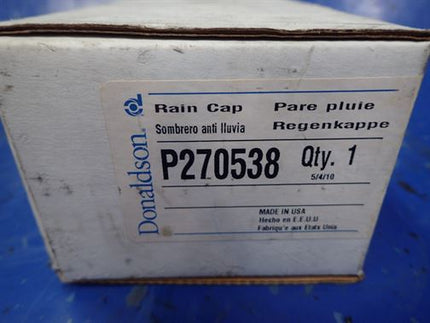 Donaldson.
Rain Cap Pare pluie
Sombrero anti lluvia Regenkappe
P270538 Qty. 1
5/4/10
MADE IN USA
Hecho en E.E.U.U
Fabriqu'e aux Etats Unis